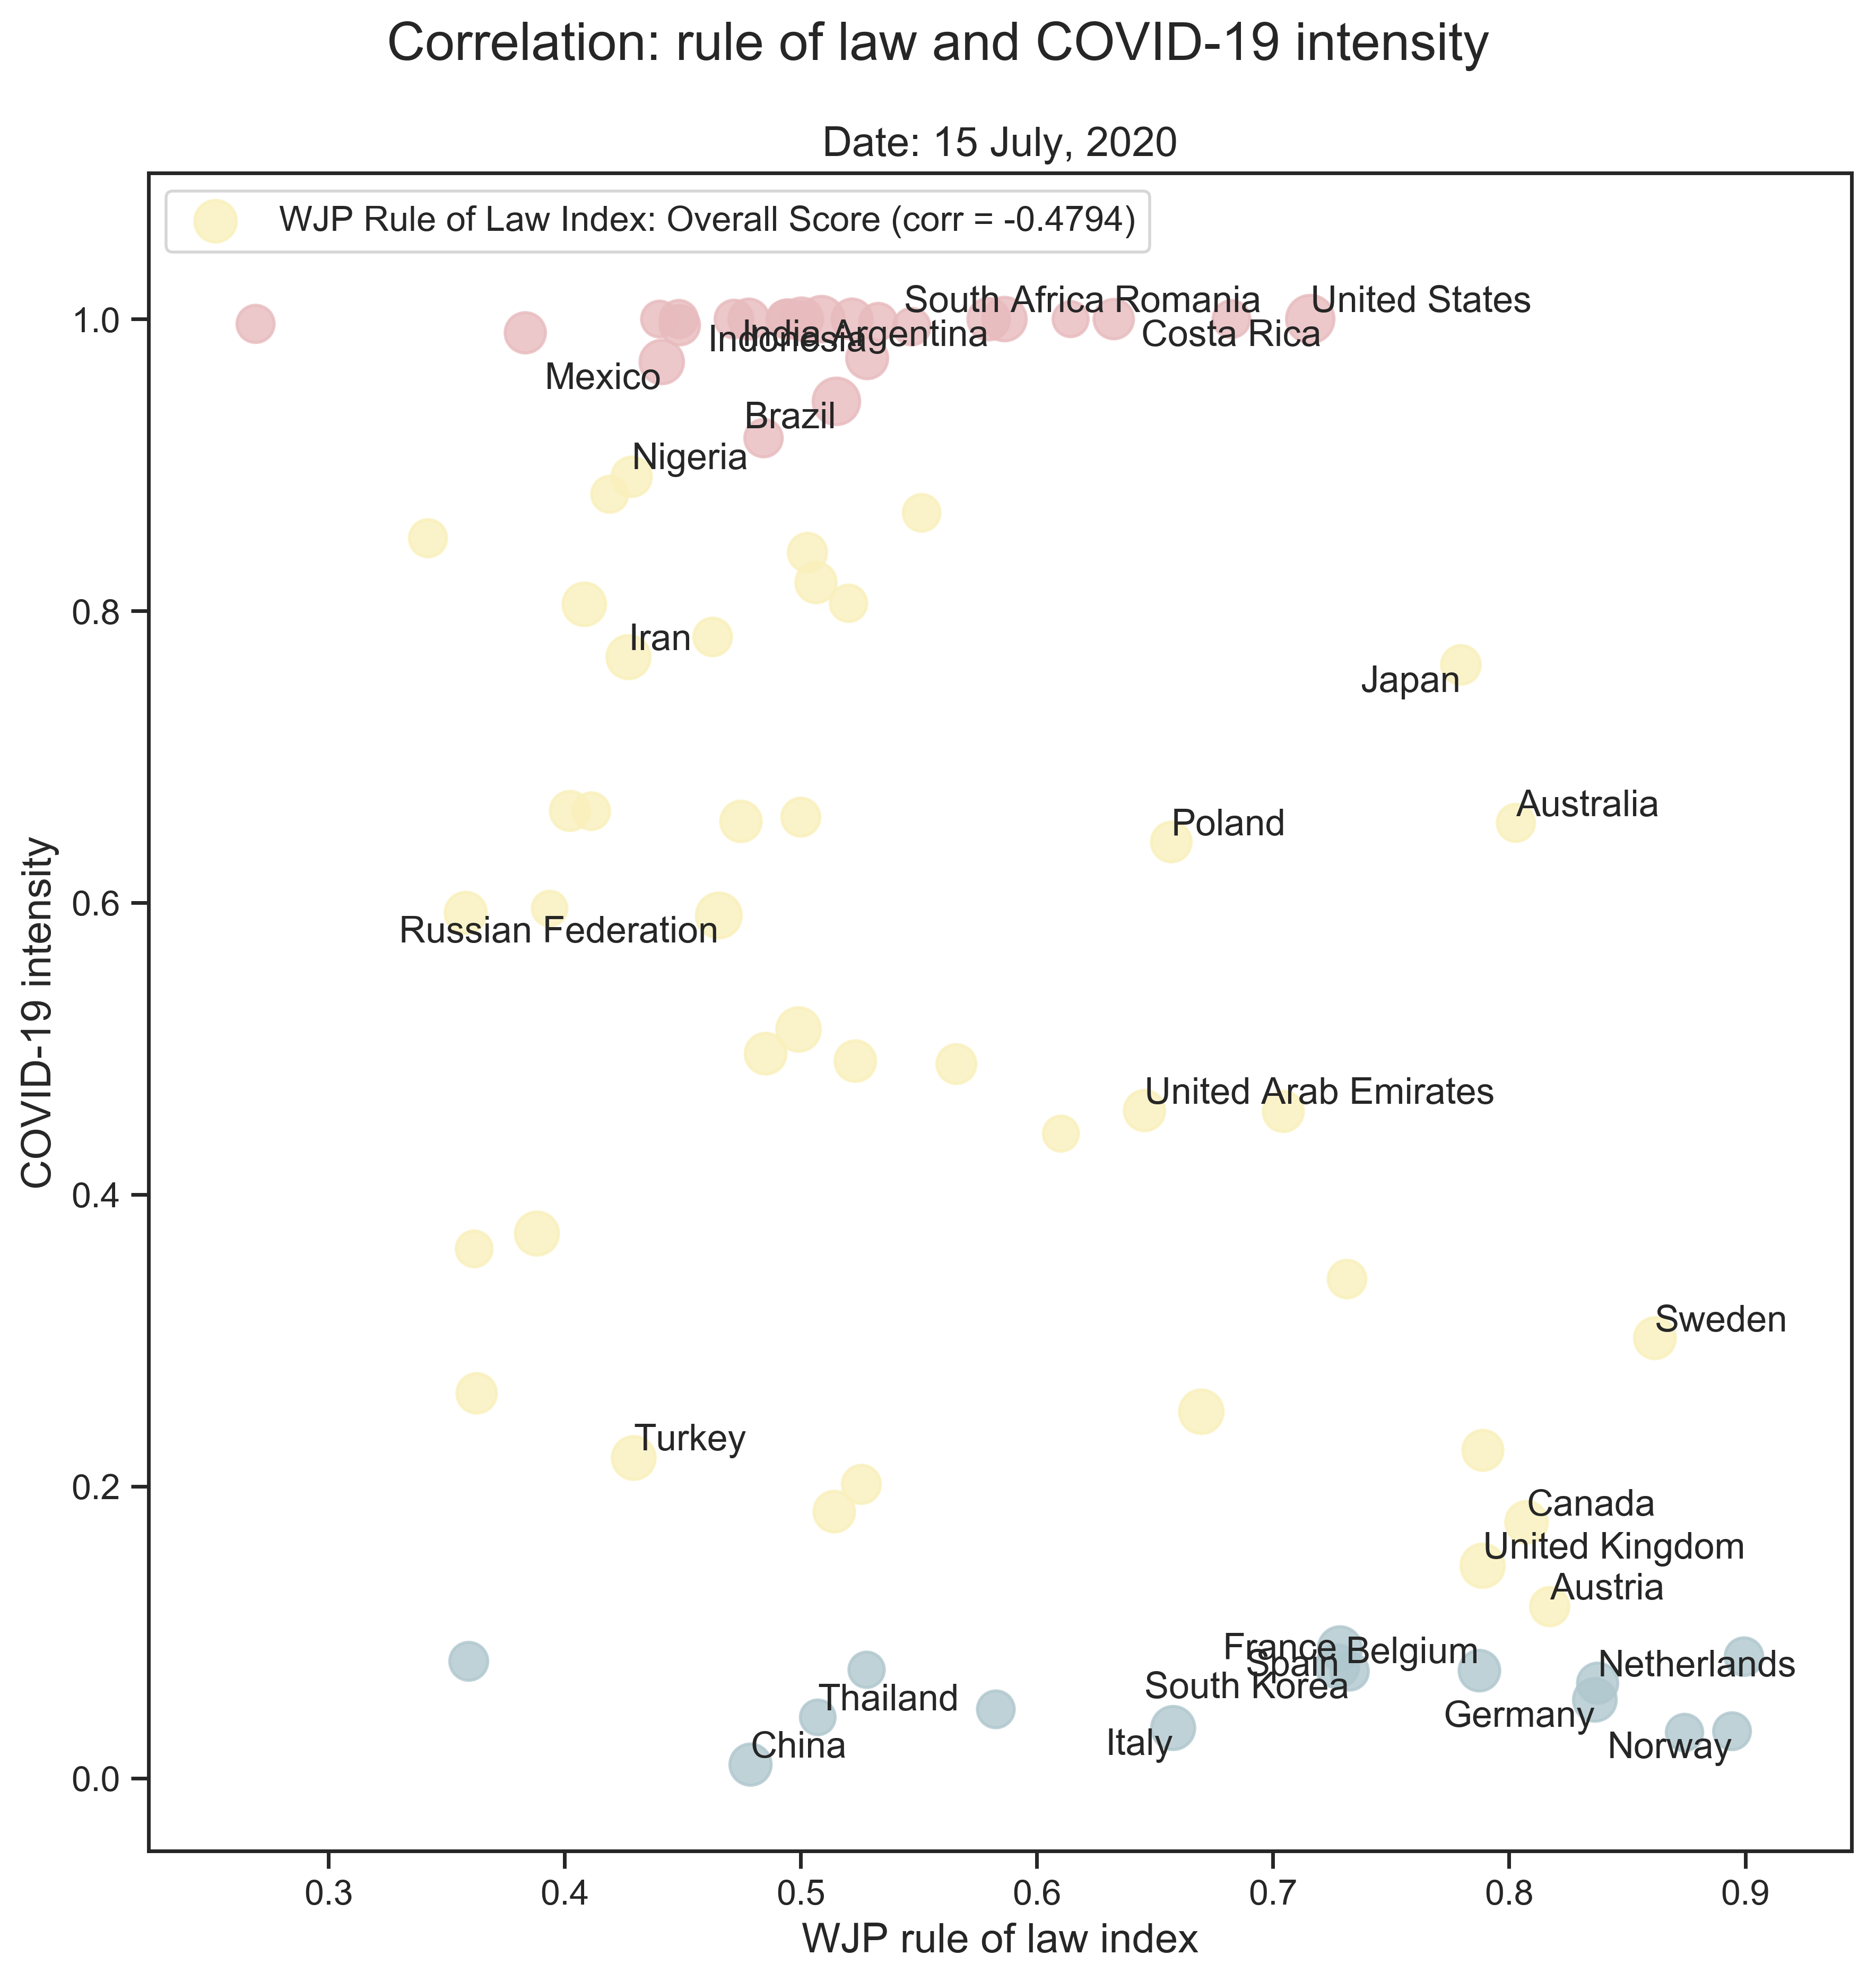 Correlation: rule of law and COVID-19 intensity
Date: 15 July, 2020
WJP Rule of Law Index: Overall Score (corr = -0.4794)
South Africa
Romania
United States
India
Argentina
Indonesia
Costa Rica
Mexico
Brazil
Nigeria
Iran
Japan
Australia
Poland
Russian Federation
United Arab Emirates
Sweden
Turkey
Canada
United Kingdom
Austria
France
Belgium
Spain
Netherlands
South Korea
Thailand
Germany
Italy
China
Norway
1.0
0.8
0.6
0.4
0.2
0.0
COVID-19 intensity
0.3
0.4
0.5
0.6
0.7
0.8
0.9
WJP rule of law index